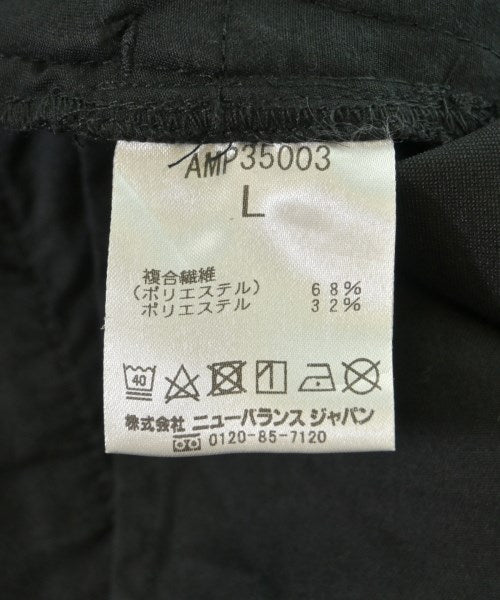 AMP35003
L
複合繊維
(ポリエステル) 68%
ポリエステル 32%
40
株式会社 ニューバランス ジャパン
0120-85-7120